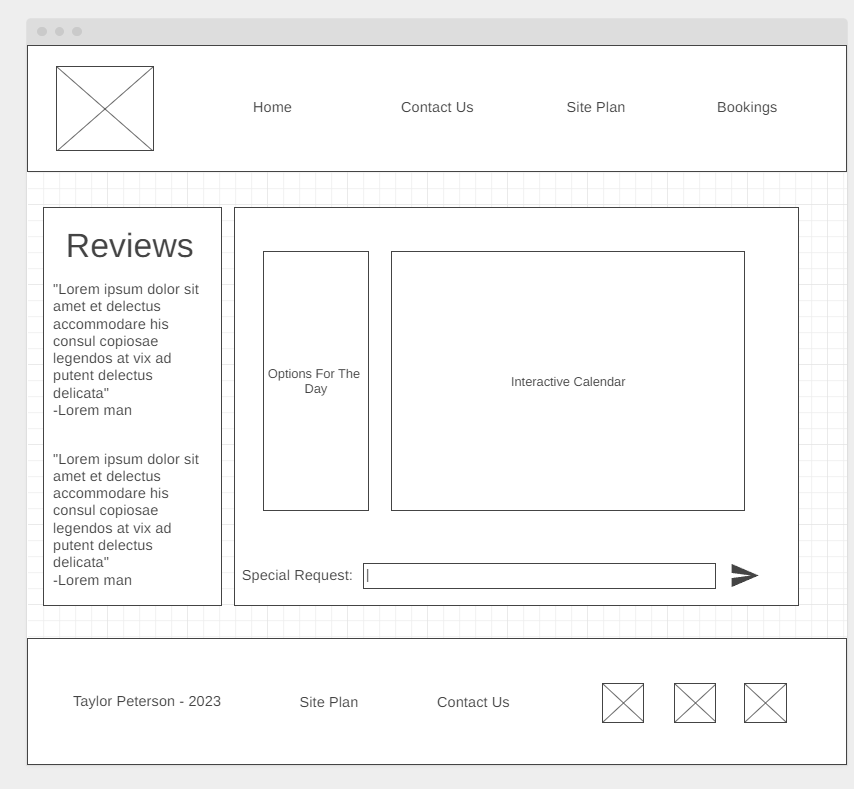 Home
Contact Us
Site Plan
Bookings
Reviews
"Lorem ipsum dolor sit
amet et delectus
accommodare his
consul copiosae
legendos at vix ad
putent delectus
delicata"
-Lorem man
"Lorem ipsum dolor sit
amet et delectus
accommodare his
consul copiosae
legendos at vix ad
putent delectus
delicata"
-Lorem man
Options For The
Day
Interactive Calendar
Special Request:
Taylor Peterson - 2023
Site Plan
Contact Us